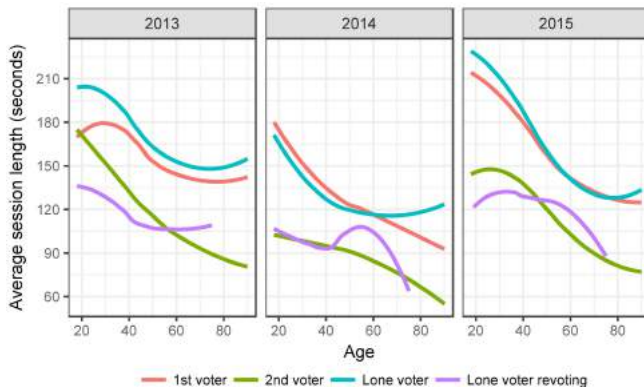 2013 2014 2015
Average session length (seconds)
210
180
150
120
90
60
20 40 60 80 20 40 60 80 20 40 60 80
Age
1st voter 2nd voter Lone voter Lone voter revoting